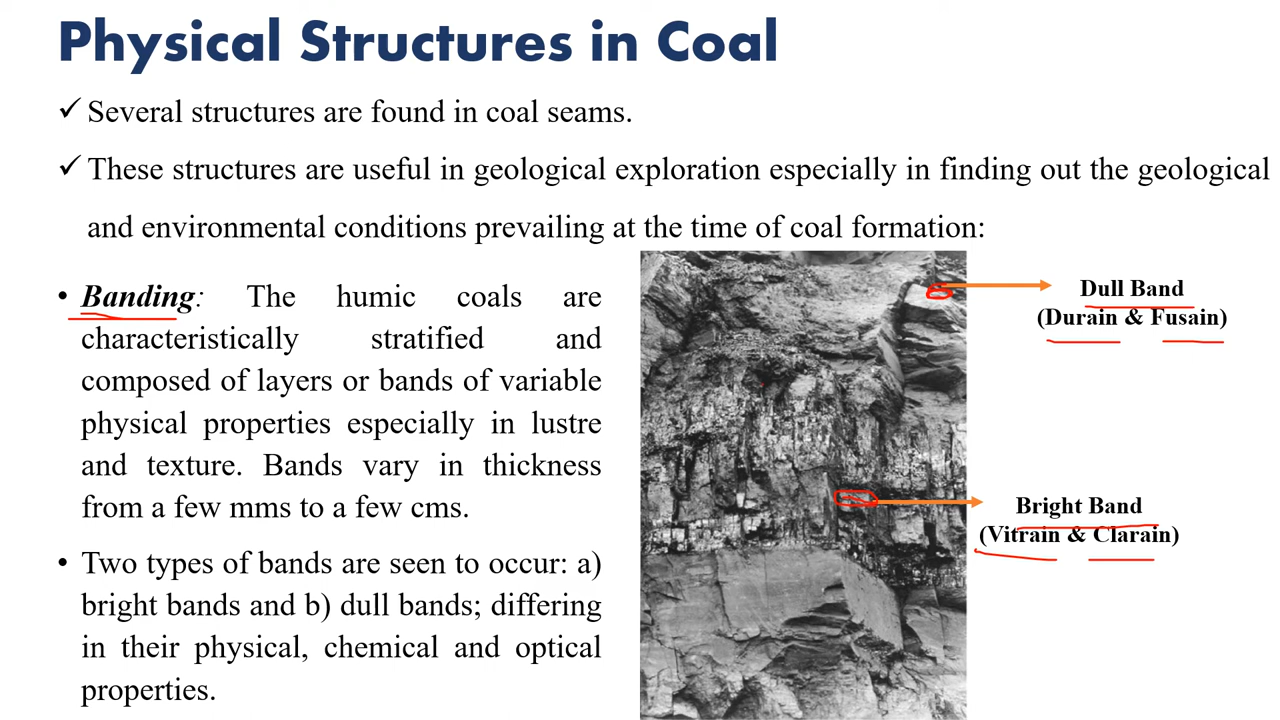 Physical Structures in Coal
✓ Several structures are found in coal seams.
✓ These structures are useful in geological exploration especially in finding out the geological
and environmental conditions prevailing at the time of coal formation:
• Banding: The humic coals are
characteristically stratified and
composed of layers or bands of variable
physical properties especially in lustre
and texture. Bands vary in thickness
from a few mms to a few cms.
• Two types of bands are seen to occur: a)
bright bands and b) dull bands; differing
in their physical, chemical and optical
properties.
Dull Band
(Durain & Fusain)
Bright Band
(Vitrain & Clarain)